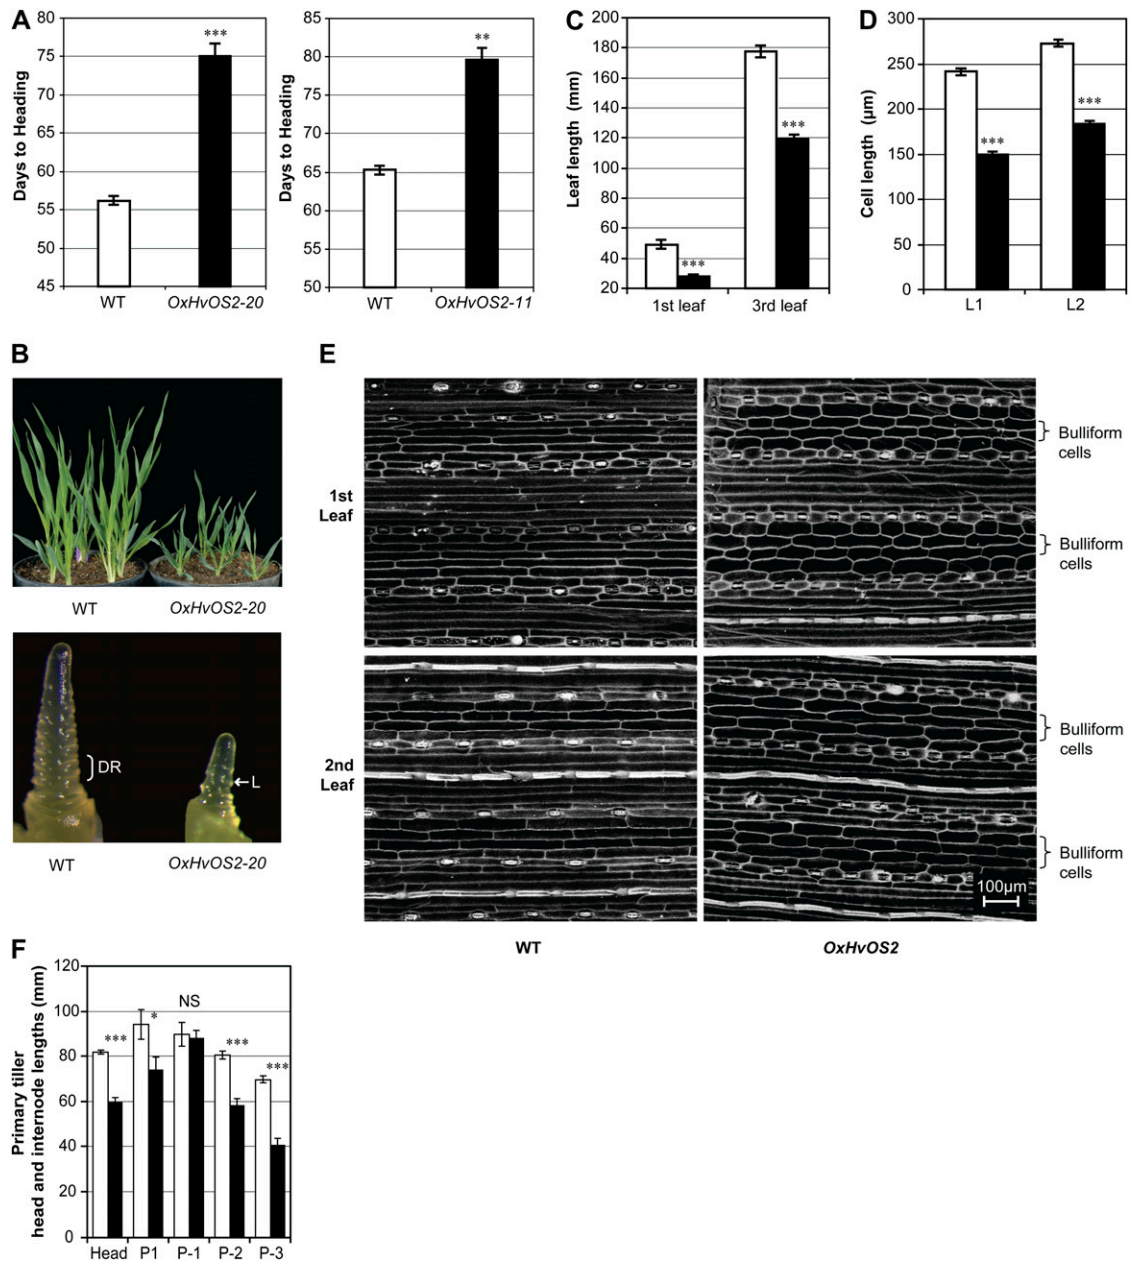 A
80
75
70
65
60
55
50
45
Days to Heading
***
WT
OxHvOS2-20
85
80
75
70
65
60
55
50
Days to Heading
**
WT
OxHvOS2-11
C
200
180
160
140
120
100
80
60
40
20
Leaf length (mm)
***
***
1st leaf
3rd leaf
D
300
250
200
150
100
50
0
Cell length (µm)
***
***
L1
L2
B
WT
OxHvOS2-20
DR
L
WT
OxHvOS2-20
E
1st
Leaf
2nd
Leaf
Bulliform
cells
Bulliform
cells
Bulliform
cells
Bulliform
cells
100µm
WT
OxHvOS2
F
120
100
80
60
40
20
0
Primary tiller
head and internode lengths (mm)
***
*
NS
***
***
Head
P1
P-1
P-2
P-3